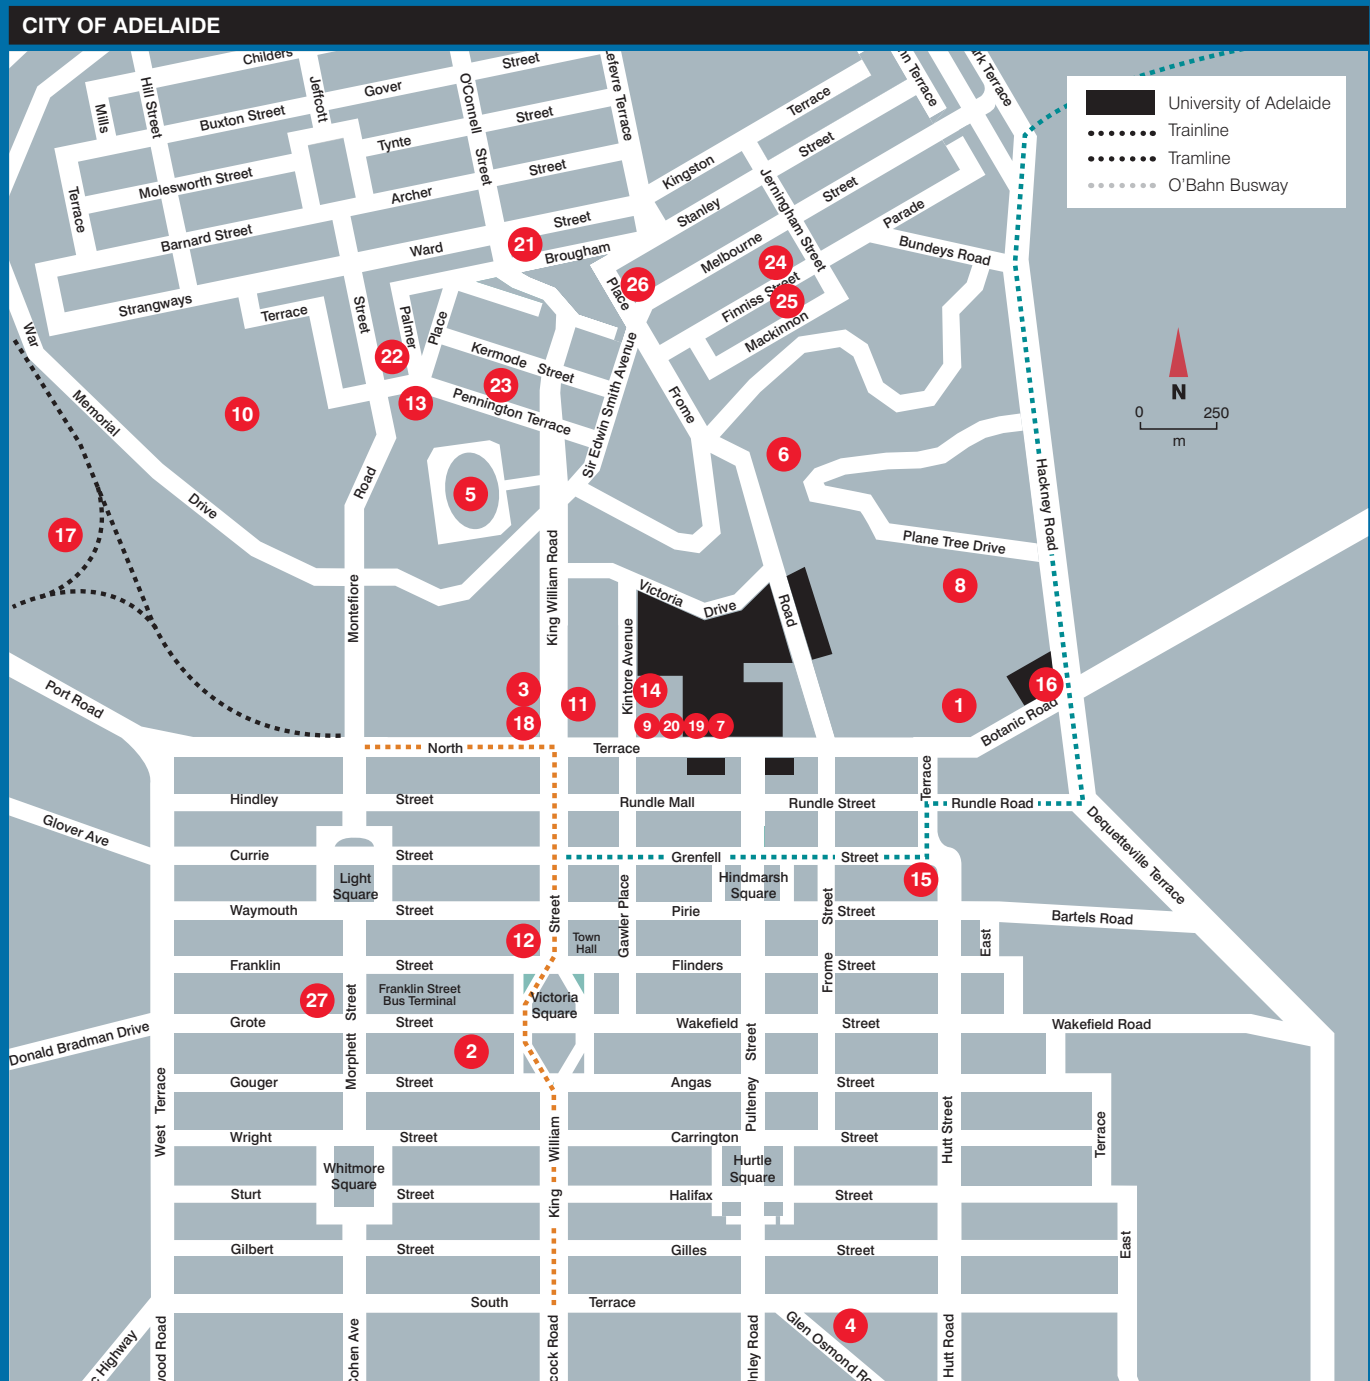 CITY OF ADELAIDE
University of Adelaide
Trainline
Tramline
O'Bahn Busway
N
0
250
m
Childers
Street
Mills
Terrace
Hill Street
Jeffcott
Street
Gover
O'Connell
Street
Buxton Street
Tynte
Street
Molesworth Street
Archer
Street
Barnard Street
Ward
Street
Strangways
Terrace
Brougham
Place
Palmer
Place
Kermode Street
Pennington Terrace
Sir Edwin Smith Avenue
Kingston
Terrace
Stanley
Street
Melbourne
Street
Jerningham Street
Finniss Street
Mackinnon
Parade
Bundeys Road
Frome
Road
War
Memorial
Drive
Montefiore
Road
King William Road
Victoria
Drive
Kintore Avenue
Plane Tree Drive
Hackney Road
Botanic Road
Port Road
North
Terrace
Hindley
Street
Rundle Mall
Rundle Street
Terrace
Rundle Road
Dequetteville Terrace
Glover Ave
Currie
Street
Grenfell
Street
Light
Square
Hindmarsh
Square
Waymouth
Street
Pirie
Street
Bartels Road
Gawler Place
Street
Town
Hall
Franklin
Street
Flinders
Street
Frome
Street
East
Franklin Street
Bus Terminal
Victoria
Square
Grote
Street
Wakefield
Street
Wakefield Road
Donald Bradman Drive
Morphett
Street
Gouger
Street
Angas
Street
Pulteney
Street
West Terrace
Wright
Street
Carrington
Street
Hutt Street
Terrace
Whitmore
Square
Hurtle
Square
King
William
Sturt
Street
Halifax
Street
East
Gilbert
Street
Gilles
Street
South
Terrace
Glen Osmond
Hutt Road
Highway
Road
Ave
Road
Road
21
26
24
25
22
13
23
10
5
6
17
8
3
18
11
14
9
20
19
7
1
16
15
12
27
2
4